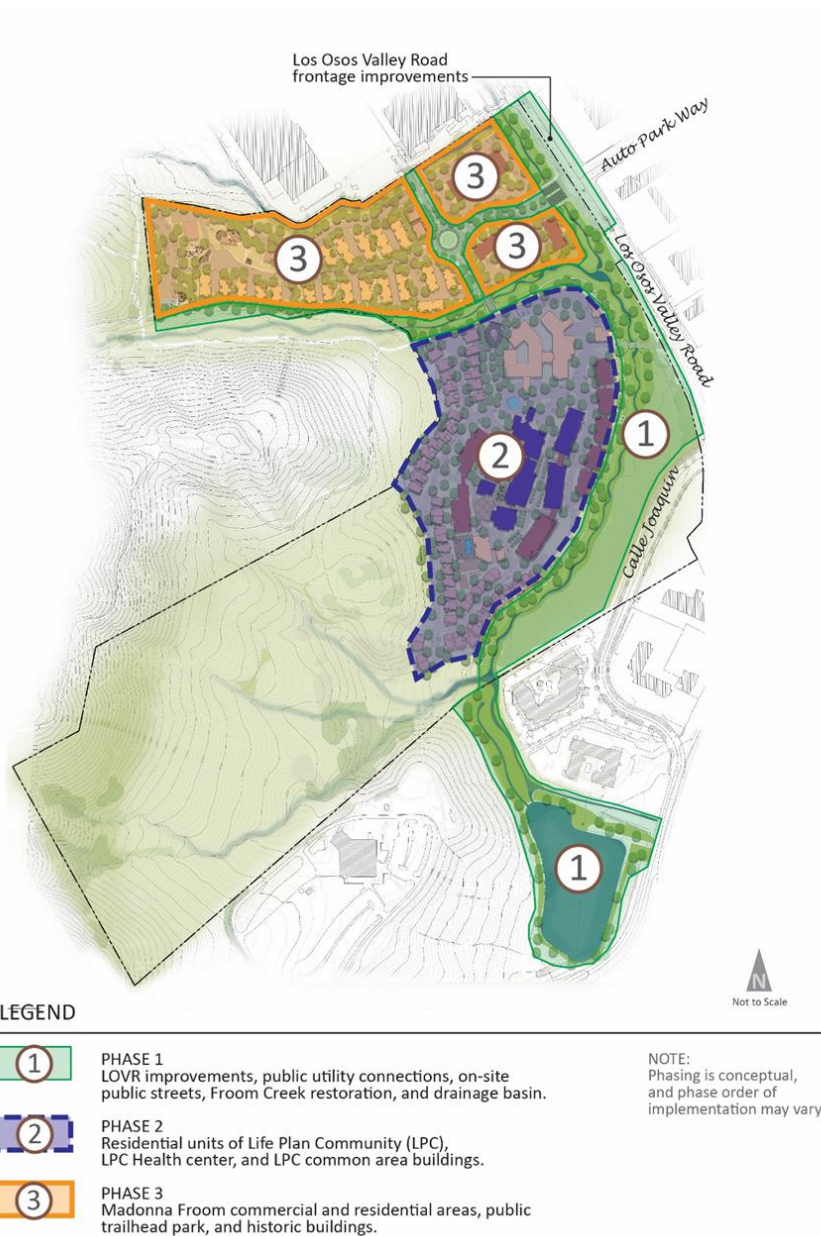 Los Osos Valley Road
frontage improvements
Auto Park Way
3
3
3
Los Osos Valley Road
1
2
Calle Joaquin
1
N
Not to Scale
LEGEND
1
PHASE 1
LOVR improvements, public utility connections, on-site
public streets, Froom Creek restoration, and drainage basin.
2
PHASE 2
Residential units of Life Plan Community (LPC),
LPC Health center, and LPC common area buildings.
3
PHASE 3
Madonna Froom commercial and residential areas, public
trailhead park, and historic buildings.
NOTE:
Phasing is conceptual,
and phase order of
implementation may vary